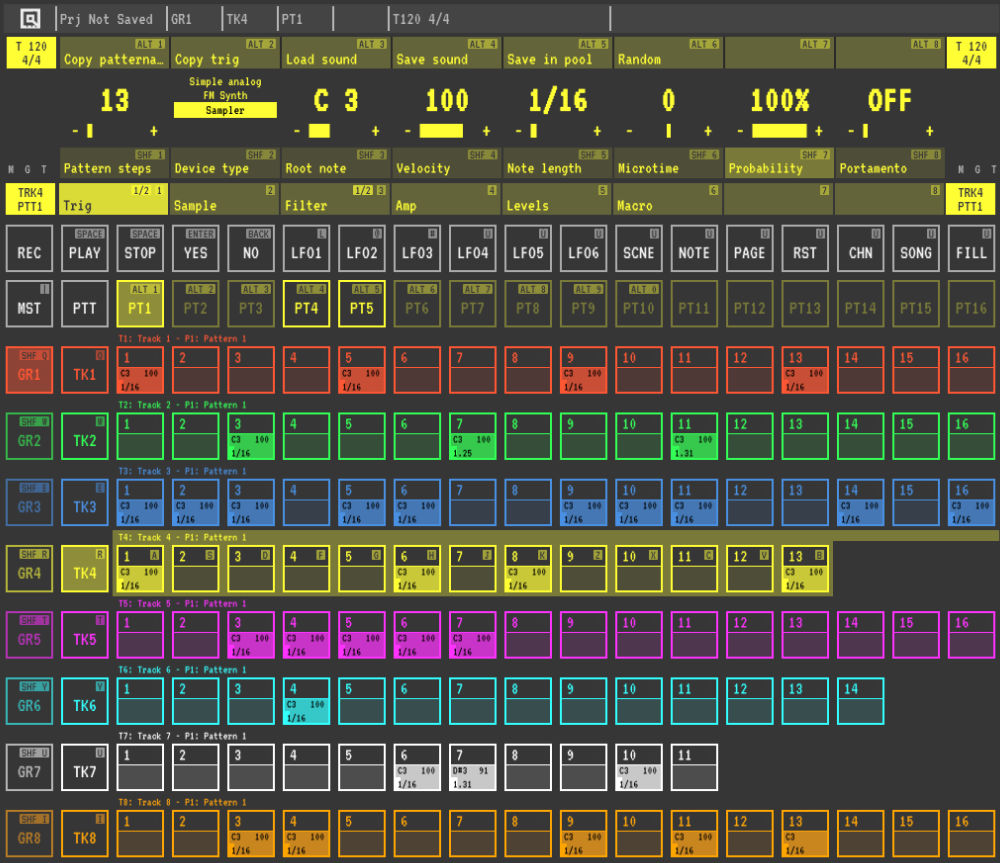 Prj Not Saved GR1 TK4 PT1 T120 4/4
T 120 ALT 1 ALT 2 ALT 3 ALT 4 ALT 5 ALT 6 ALT 7 ALT 8 T 120
4/4 Copy patterna... Copy trig Load sound Save sound Save in pool Random 4/4
Simple analog
FM Synth
Sampler
13 C 3 100 1/16 0 100% OFF
- + - + - + - + - + - + - +
SHF 1 SHF 2 SHF 3 SHF 4 SHF 5 SHF 6 SHF 7 SHF 8
N G T Pattern steps Device type Root note Velocity Note length Microtime Probability Portamento N G T
TRK4 1/2 1 2 1/2 3 4 5 6 7 8 TRK4
PTT1 Trig Sample Filter Amp Levels Macro PTT1
SPACE SPACE ENTER BACK
REC PLAY STOP YES NO LFO1 LFO2 LFO3 LFO4 LFO5 LFO6 SCNE NOTE PAGE RST CHN SONG FILL
ALT 1 ALT 2 ALT 3 ALT 4 ALT 5 ALT 6 ALT 7 ALT 8 ALT 9 ALT 0
MST PTT PT1 PT2 PT3 PT4 PT5 PT6 PT7 PT8 PT9 PT10 PT11 PT12 PT13 PT14 PT15 PT16
T1: Track 1 - P1: Pattern 1
SHF Q Q 1 2 3 4 5 6 7 8 9 10 11 12 13 14 15 16
GR1 TK1 C3 100 C3 100 C3 100 C3 100
1/16 1/16 1/16 1/16
T2: Track 2 - P1: Pattern 1
SHF W W 1 2 3 4 5 6 7 8 9 10 11 12 13 14 15 16
GR2 TK2 C3 100 C3 100 C3 100
1/16 1.25 1.31
T3: Track 3 - P1: Pattern 1
SHF E E 1 2 3 4 5 6 7 8 9 10 11 12 13 14 15 16
GR3 TK3 C3 100 C3 100 C3 100 C3 100 C3 100 C3 100 C3 100 C3 100 C3 100 C3 100
1/16 1/16 1/16 1/16 1/16 1/16 1/16 1/16 1/16 1/16
T4: Track 4 - P1: Pattern 1
SHF R R 1 A 2 S 3 D 4 F 5 G 6 H 7 J 8 K 9 Z 10 X 11 C 12 V 13 B
GR4 TK4 C3 100 C3 100 C3 100 C3 100
1/16 1/16 1/16 1/16
T5: Track 5 - P1: Pattern 1
SHF T T 1 2 3 4 5 6 7 8 9 10 11 12 13 14 15 16
GR5 TK5 C3 100 C3 100 C3 100 C3 100 C3 100
1/16 1/16 1/16 1/16 1/16
T6: Track 6 - P1: Pattern 1
SHF Y Y 1 2 3 4 5 6 7 8 9 10 11 12 13 14
GR6 TK6 C3 100
1/16
T7: Track 7 - P1: Pattern 1
SHF U U 1 2 3 4 5 6 7 8 9 10 11
GR7 TK7 C3 100 D#3 91 C3 100
1/16 1.31 1/16
T8: Track 8 - P1: Pattern 1
SHF I I 1 2 3 4 5 6 7 8 9 10 11 12 13 14 15 16
GR8 TK8 C3 100 C3 100 C3 100 C3 100 C3
1/16 1/16 1/16 1/16 1/16